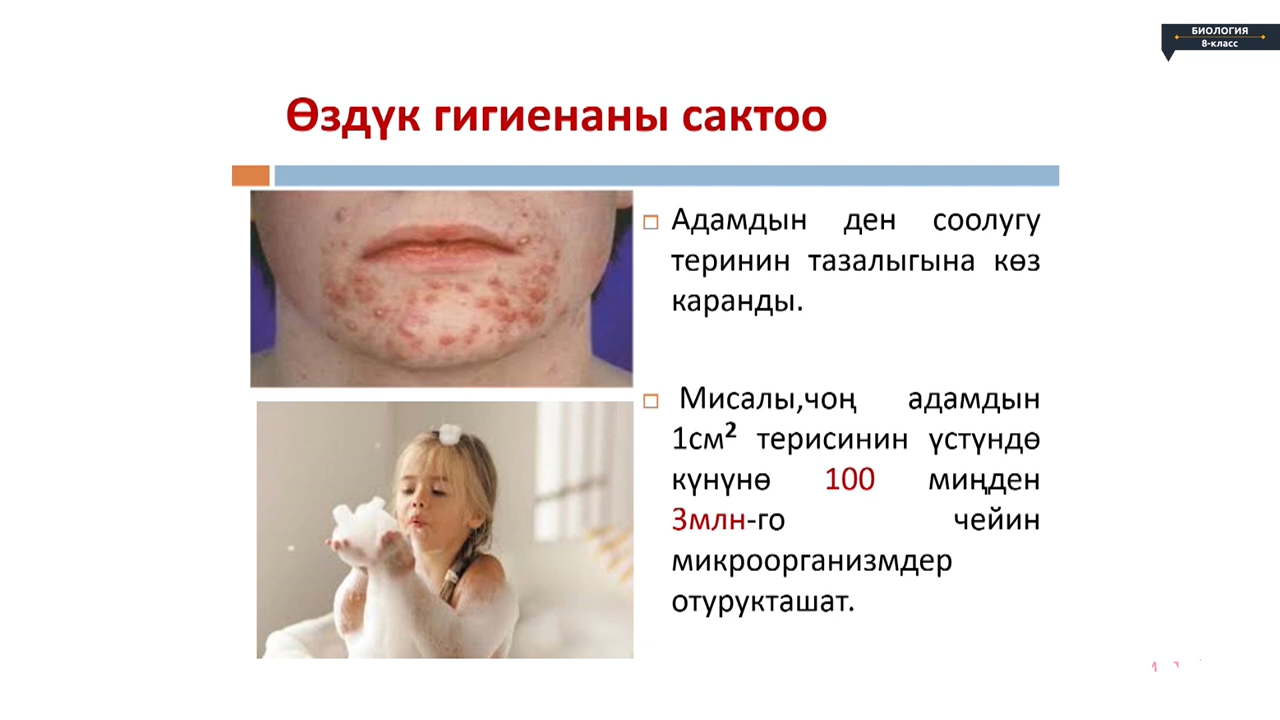 БИОЛОГИЯ
8-класс
Өздүк гигиенаны сактоо
Адамдын ден соолугу
теринин тазалыгына көз
каранды.
Мисалы,чоң адамдын
1см² терисинин үстүндө
күнүнө 100 миңден
3млн-го чейин
микроорганизмдер
отурукташат.